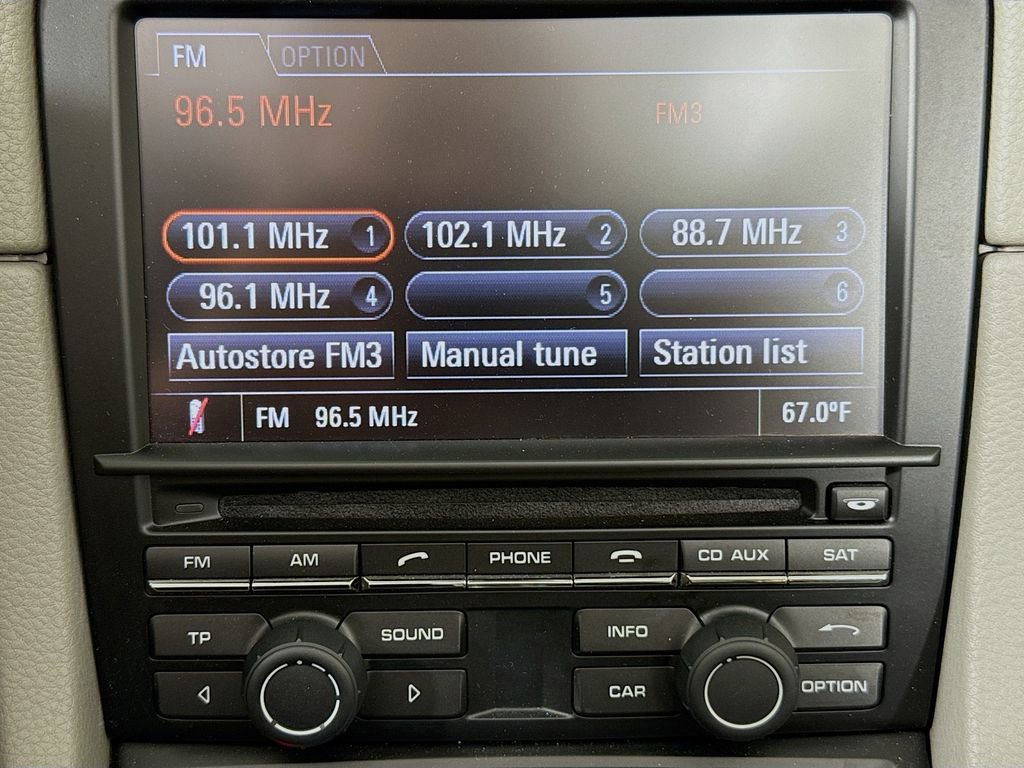 FM OPTION
96.5 MHz FM3
101.1 MHz 1 102.1 MHz 2 88.7 MHz 3
96.1 MHz 4 5 6
Autostore FM3 Manual tune Station list
FM 96.5 MHz 67.0°F
FM AM PHONE CD AUX SAT
TP SOUND INFO
CAR OPTION